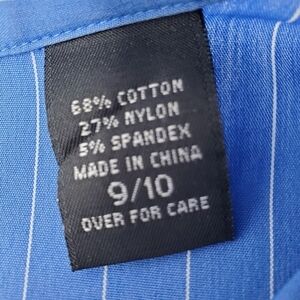 68% COTTON
27% NYLON
5% SPANDEX
MADE IN CHINA
9/10
OVER FOR CARE